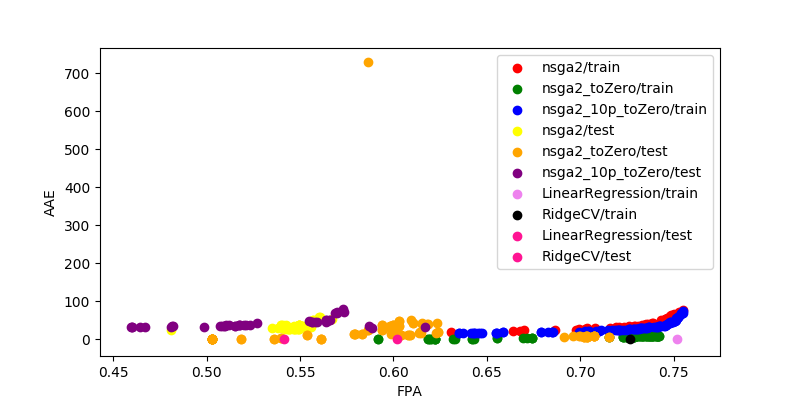 700
600
500
400
300
200
100
0
AAE
0.45
0.50
0.55
0.60
0.65
0.70
0.75
FPA
nsga2/train
nsga2_toZero/train
nsga2_10p_toZero/train
nsga2/test
nsga2_toZero/test
nsga2_10p_toZero/test
LinearRegression/train
RidgeCV/train
LinearRegression/test
RidgeCV/test